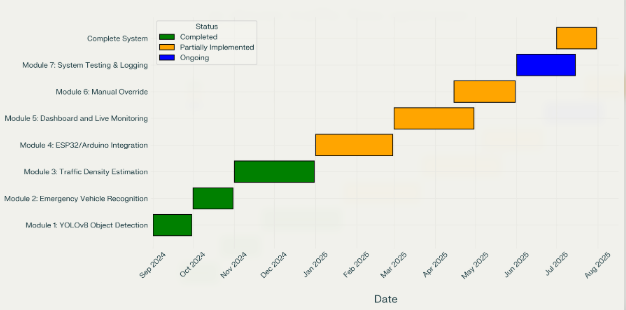 Status
Completed
Partially Implemented
Ongoing
Complete System
Module 7: System Testing & Logging
Module 6: Manual Override
Module 5: Dashboard and Live Monitoring
Module 4: ESP32/Arduino Integration
Module 3: Traffic Density Estimation
Module 2: Emergency Vehicle Recognition
Module 1: YOLOv8 Object Detection
Sep 2024
Oct 2024
Nov 2024
Dec 2024
Jan 2025
Feb 2025
Mar 2025
Apr 2025
May 2025
Jun 2025
Jul 2025
Aug 2025
Date